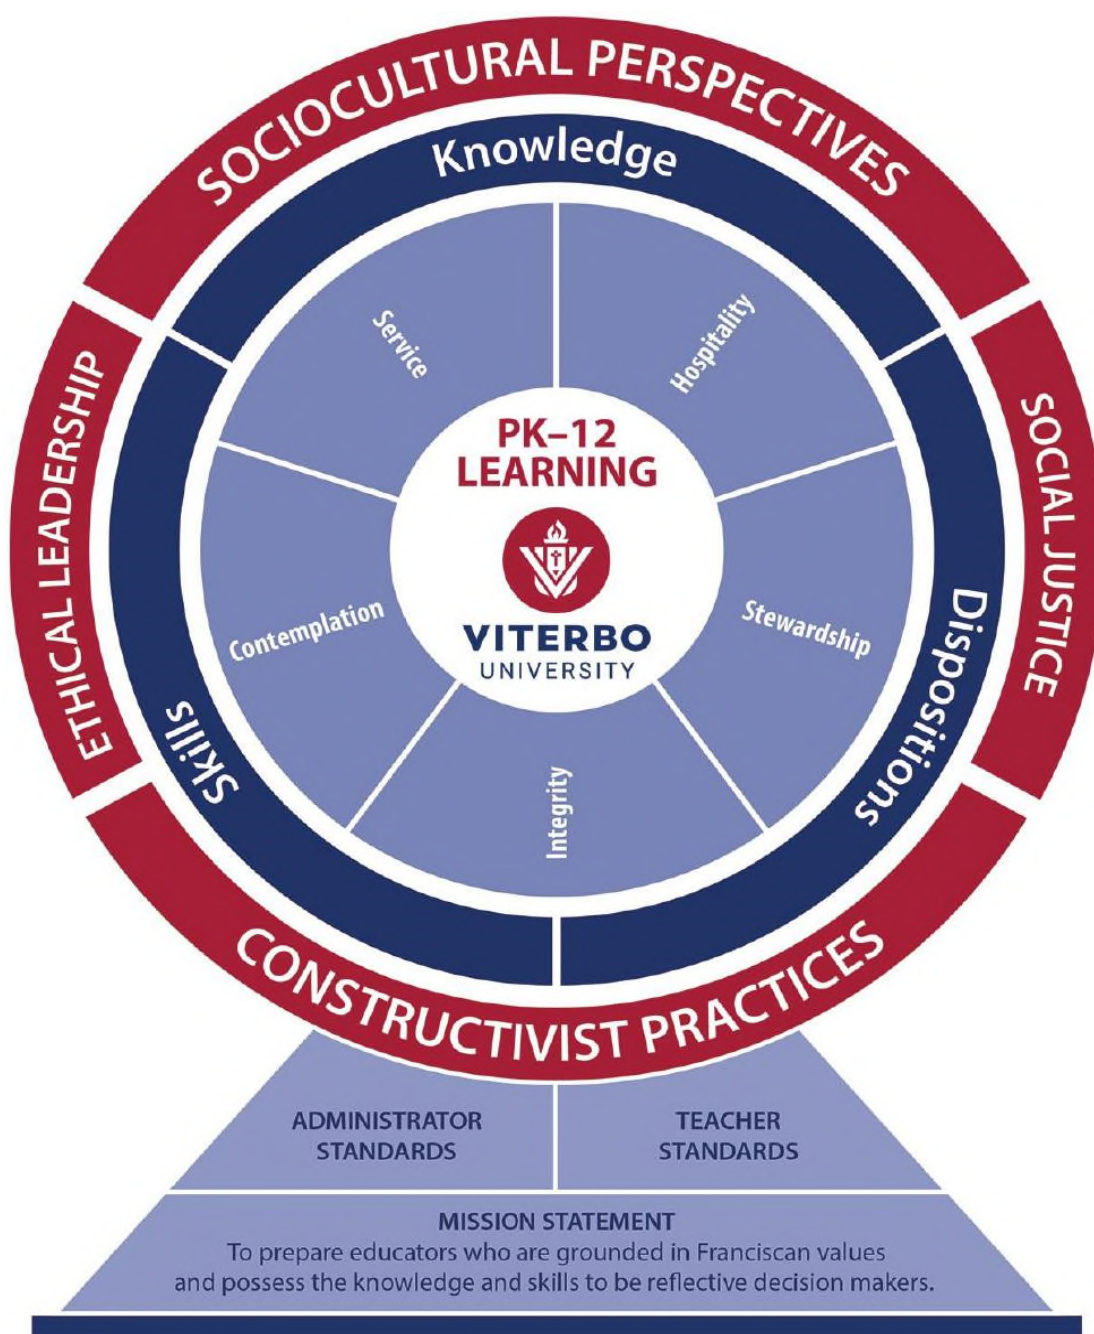 SOCIOCULTURAL PERSPECTIVES
Knowledge
Service
Hospitality
ETHICAL LEADERSHIP
SOCIAL JUSTICE
PK–12
LEARNING
VITERBO
UNIVERSITY
Contemplation
Stewardship
Skills
Dispositions
Integrity
CONSTRUCTIVIST PRACTICES
ADMINISTRATOR
STANDARDS
TEACHER
STANDARDS
MISSION STATEMENT
To prepare educators who are grounded in Franciscan values
and possess the knowledge and skills to be reflective decision makers.